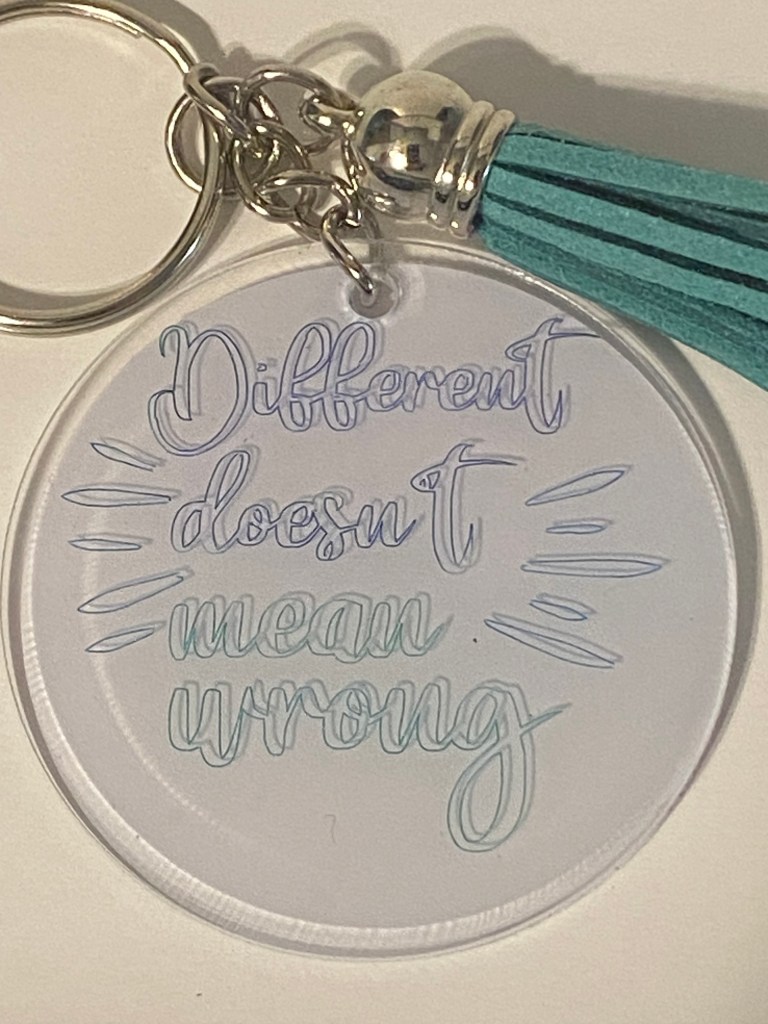 Different
doesn't
mean
wrong